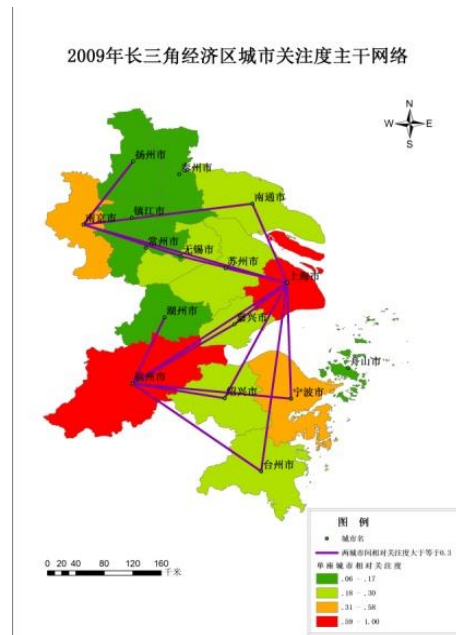 2009年长三角经济区城市关注度主干网络
N
W E
S
扬州市
泰州市
南通市
镇江市
南京市
常州市
无锡市
苏州市
上海市
湖州市
嘉兴市
舟山市
杭州市
绍兴市
宁波市
台州市
图 例
城市名
两城市间相对关注度大于等于0.3
单座城市相对关注度
.06 - .17
.18 - .30
.31 - .58
.59 - 1.00
0 20 40 80 120 160
千米